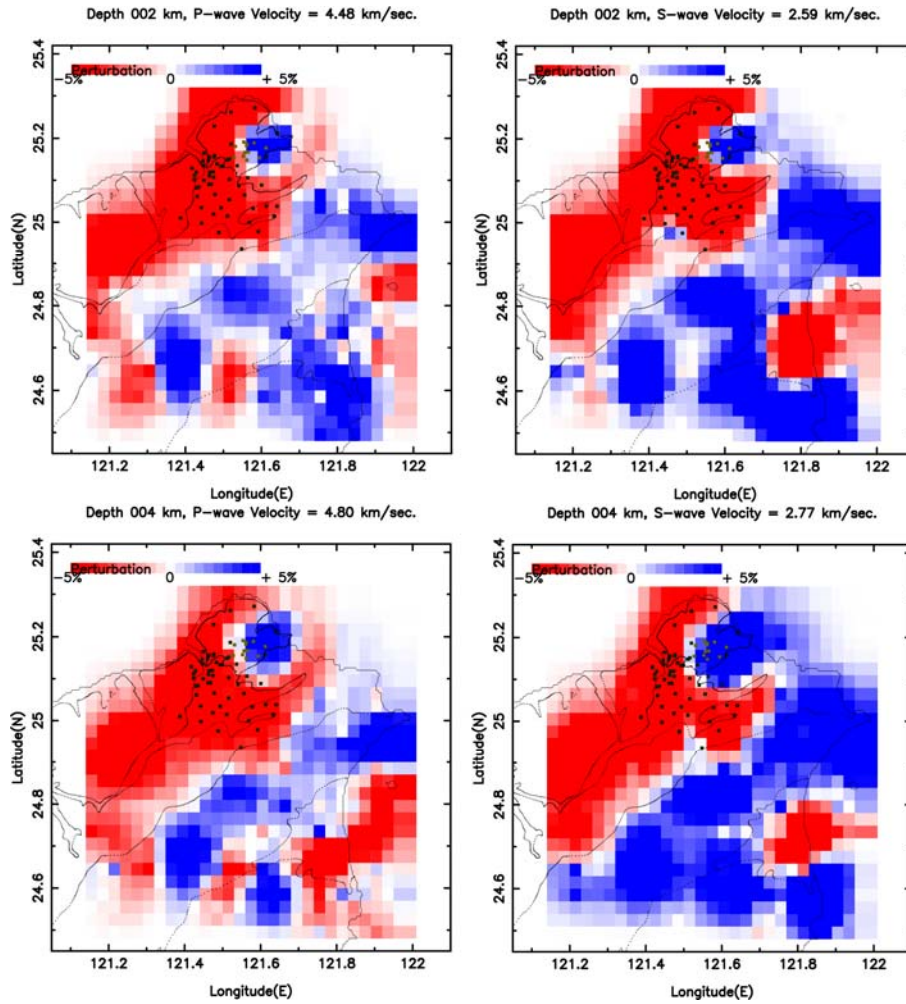 Depth 002 km, P-wave Velocity = 4.48 km/sec.
Perturbation
-5% 0 + 5%
Latitude(N)
25.4
25.2
25
24.8
24.6
121.2 121.4 121.6 121.8 122
Longitude(E)
Depth 002 km, S-wave Velocity = 2.59 km/sec.
Perturbation
-5% 0 + 5%
Latitude(N)
25.4
25.2
25
24.8
24.6
121.2 121.4 121.6 121.8 122
Longitude(E)
Depth 004 km, P-wave Velocity = 4.80 km/sec.
Perturbation
-5% 0 + 5%
Latitude(N)
25.4
25.2
25
24.8
24.6
121.2 121.4 121.6 121.8 122
Longitude(E)
Depth 004 km, S-wave Velocity = 2.77 km/sec.
Perturbation
-5% 0 + 5%
Latitude(N)
25.4
25.2
25
24.8
24.6
121.2 121.4 121.6 121.8 122
Longitude(E)